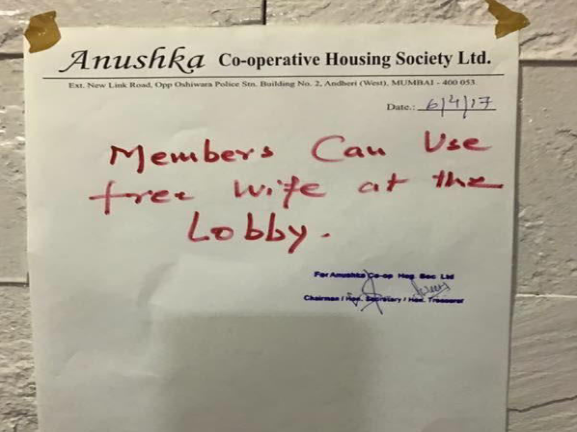 Anushka Co-operative Housing Society Ltd.
Ext. New Link Road, Opp Oshiwara Police Stn. Building No. 2, Andheri (West), MUMBAI - 400 053
Date.: 6/4/17
Members Can Use
free wife at the
Lobby.
For Anushka Co-op Hsg. Soc Ltd
Chairman / Hon. Secretary / Hon. Treasurer